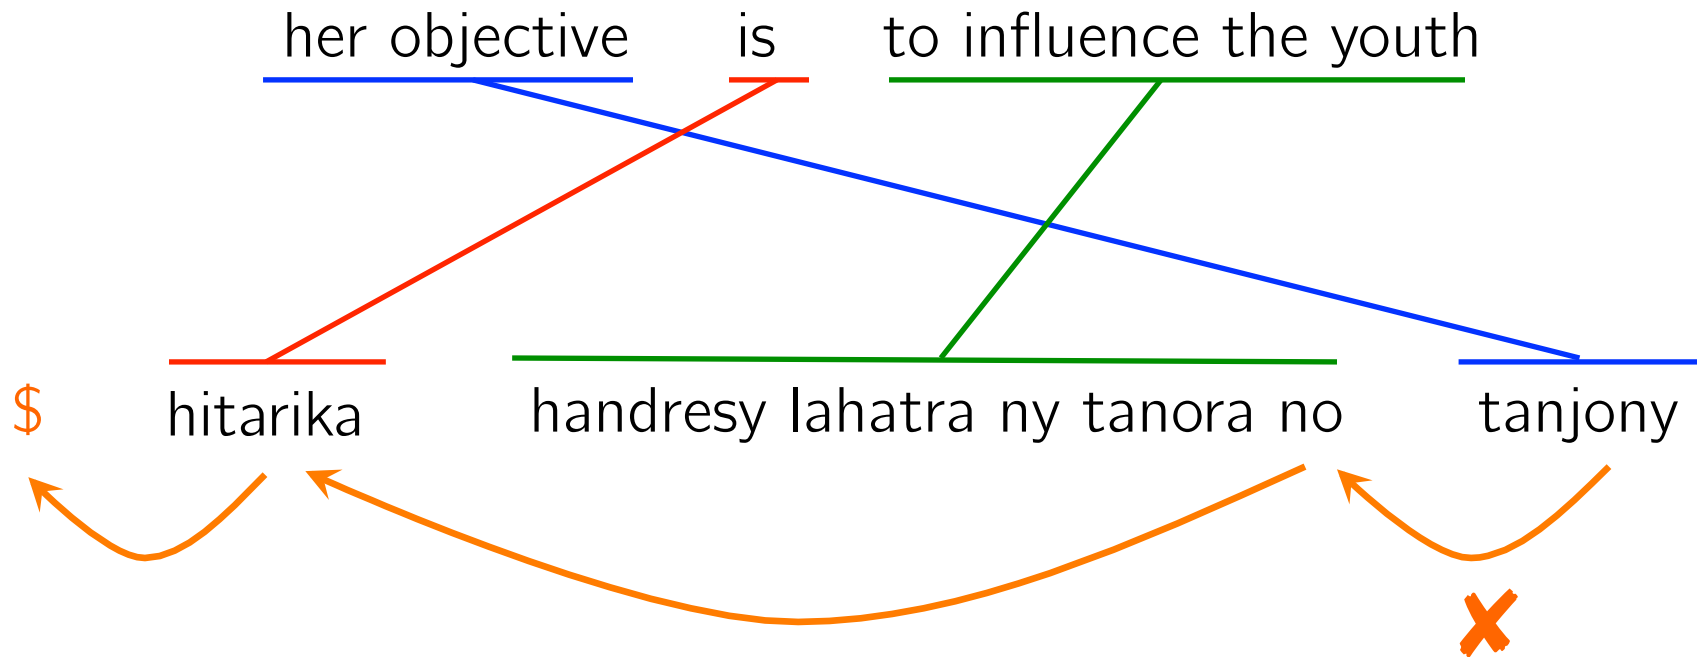 her objective is to influence the youth
$ hitarika handresy lahatra ny tanora no tanjony